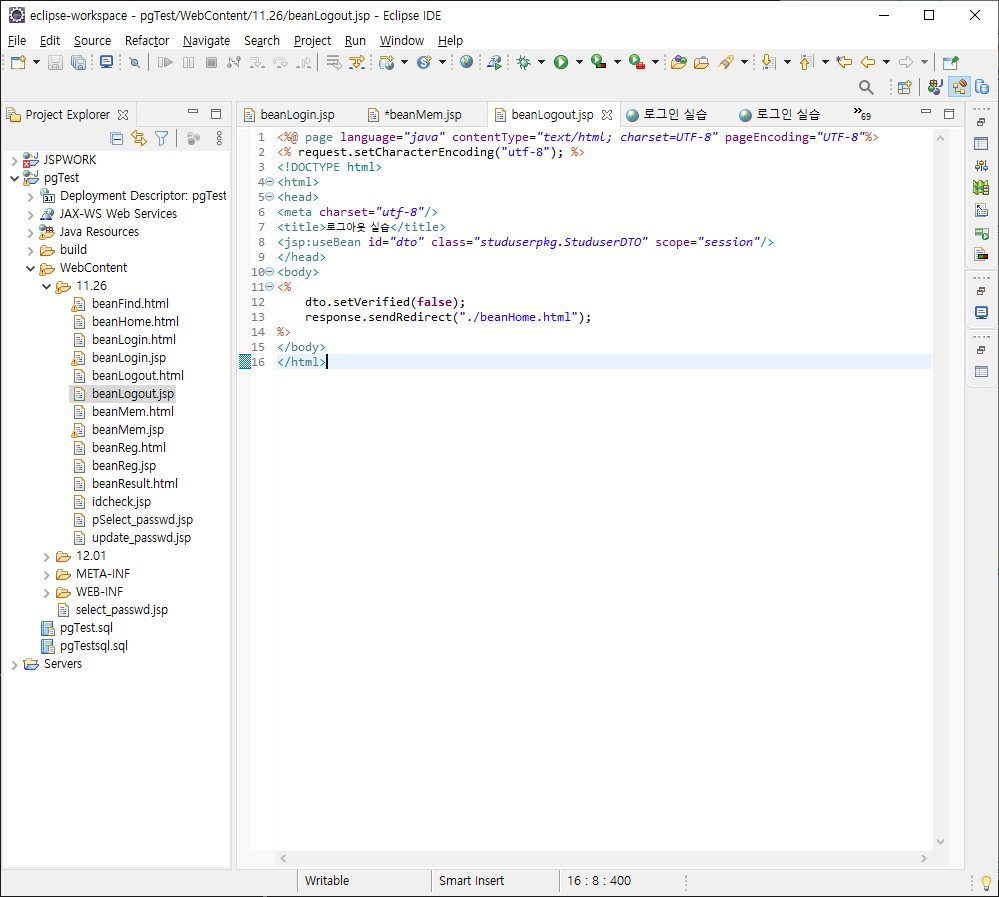 eclipse-workspace - pgTest/WebContent/11.26/beanLogout.jsp - Eclipse IDE
File Edit Source Refactor Navigate Search Project Run Window Help
Project Explorer
beanLogin.jsp *beanMem.jsp beanLogout.jsp 로그인 실습 로그인 실습 »69
JSPWORK
pgTest
Deployment Descriptor: pgTest
JAX-WS Web Services
Java Resources
build
WebContent
11.26
beanFind.html
beanHome.html
beanLogin.html
beanLogin.jsp
beanLogout.html
beanLogout.jsp
beanMem.html
beanMem.jsp
beanReg.html
beanReg.jsp
beanResult.html
idcheck.jsp
pSelect_passwd.jsp
update_passwd.jsp
12.01
META-INF
WEB-INF
select_passwd.jsp
pgTest.sql
pgTestsql.sql
Servers
1 <%@ page language="java" contentType="text/html; charset=UTF-8" pageEncoding="UTF-8"%>
2 <% request.setCharacterEncoding("utf-8"); %>
3 <!DOCTYPE html>
4 <html>
5 <head>
6 <meta charset="utf-8"/>
7 <title>로그아웃 실습</title>
8 <jsp:useBean id="dto" class="studuserpkg.StuduserDTO" scope="session"/>
9 </head>
10 <body>
11 <%
12 dto.setVerified(false);
13 response.sendRedirect("./beanHome.html");
14 %>
15 </body>
16 </html>
Writable Smart Insert 16 : 8 : 400